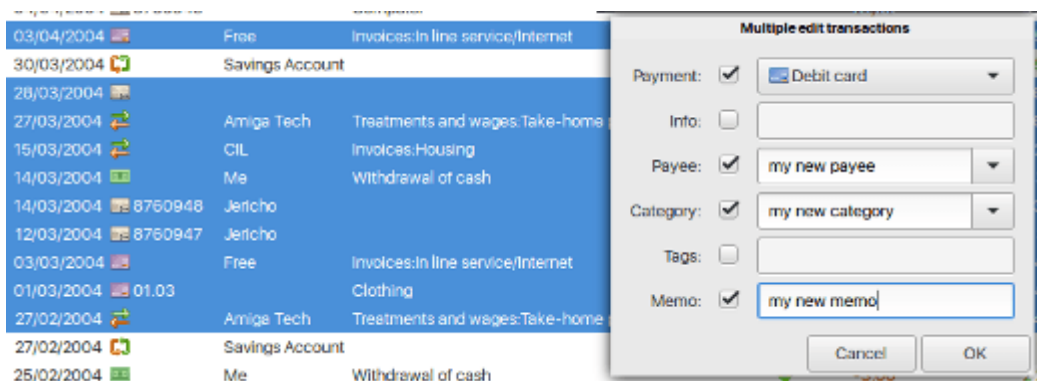 03/04/2004 Free Invoices:In line service/Internet
30/03/2004 Savings Account
28/03/2004
27/03/2004 Amiga Tech Treatments and wages:Take-home
15/03/2004 CIL Invoices:Housing
14/03/2004 Me Withdrawal of cash
14/03/2004 8760948 Jericho
12/03/2004 8760947 Jericho
03/03/2004 Free Invoices:In line service/Internet
01/03/2004 01.03 Clothing
27/02/2004 Amiga Tech Treatments and wages:Take-home
27/02/2004 Savings Account
25/02/2004 Me Withdrawal of cash
Multiple edit transactions
Payment: Debit card
Info:
Payee: my new payee
Category: my new category
Tags:
Memo: my new memo
Cancel OK